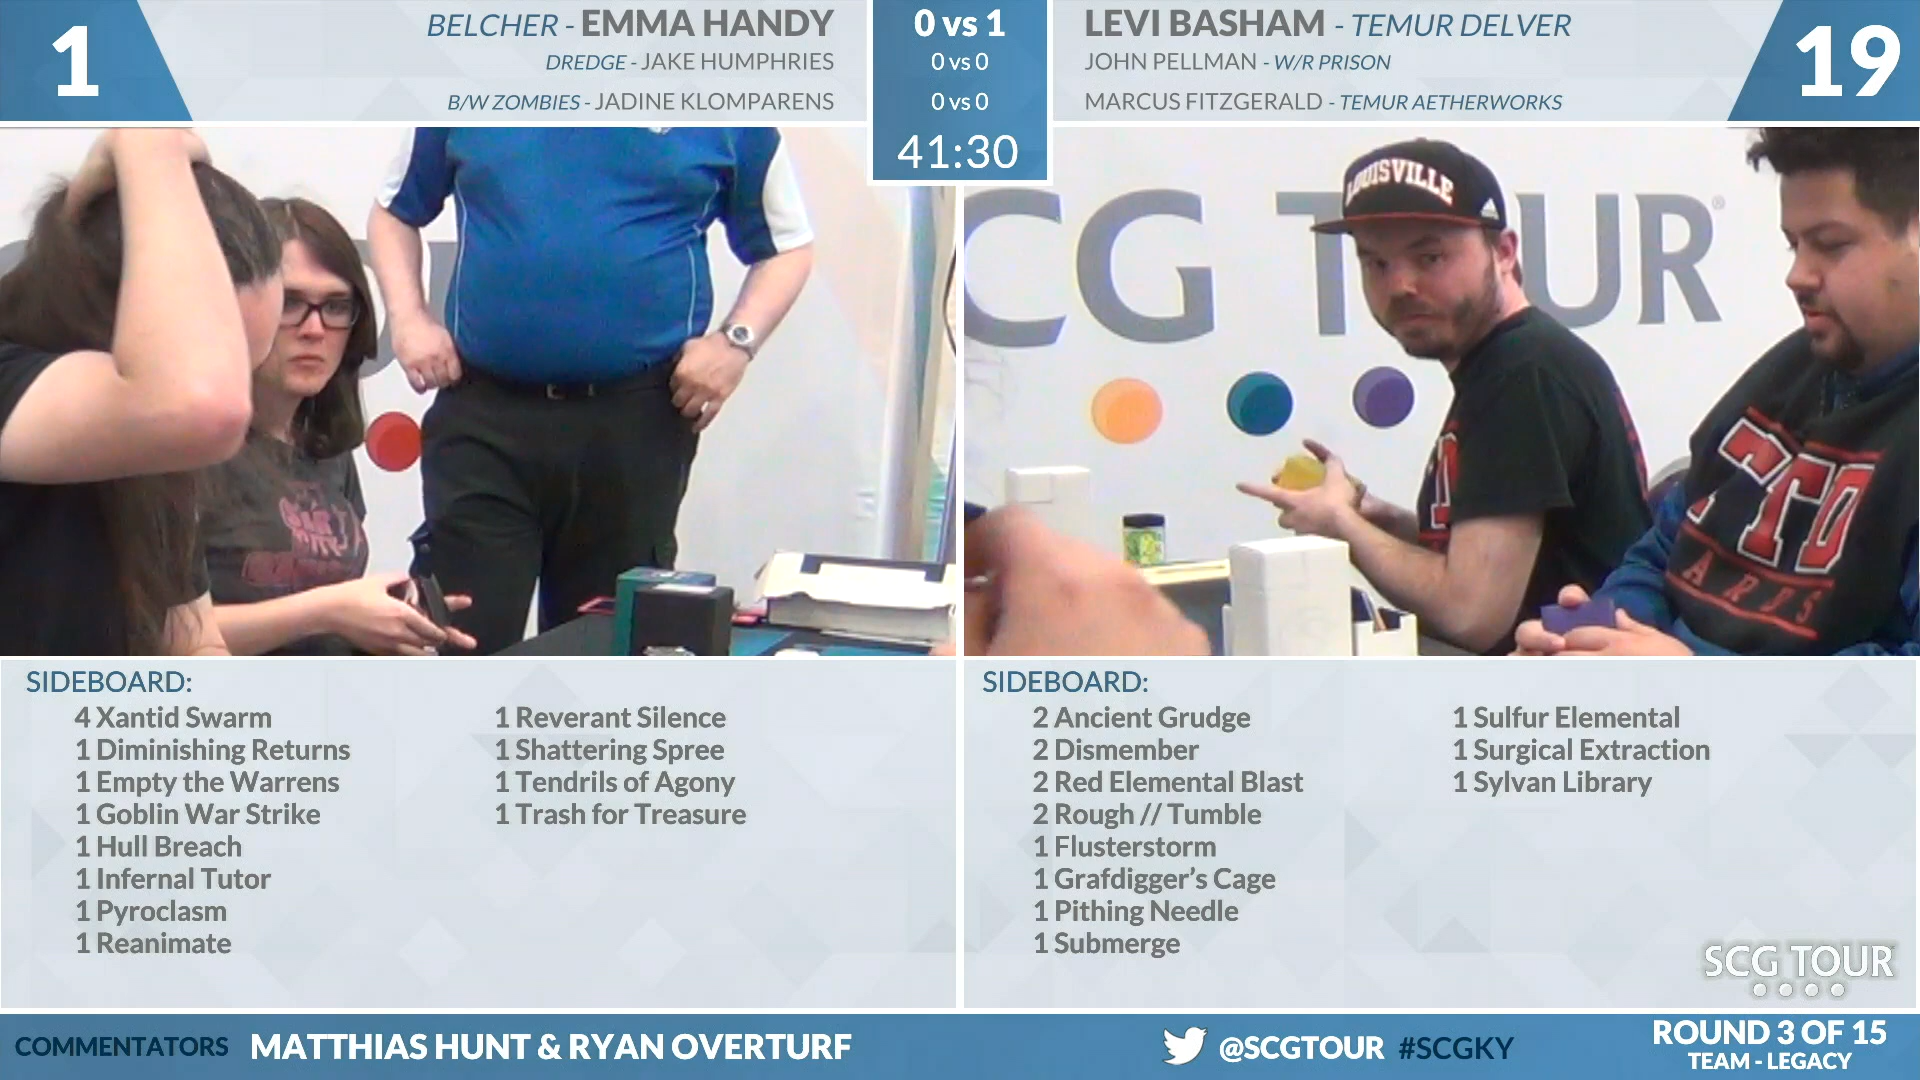 1
BELCHER - EMMA HANDY
DREDGE - JAKE HUMPHRIES
B/W ZOMBIES - JADINE KLOMPARENS
0 vs 1
0 vs 0
0 vs 0
41:30
LEVI BASHAM - TEMUR DELVER
JOHN PELLMAN - W/R PRISON
MARCUS FITZGERALD - TEMUR AETHERWORKS
19
CG TOUR®
LOUISVILLE
SIDEBOARD:
4 Xantid Swarm
1 Diminishing Returns
1 Empty the Warrens
1 Goblin War Strike
1 Hull Breach
1 Infernal Tutor
1 Pyroclasm
1 Reanimate
1 Reverant Silence
1 Shattering Spree
1 Tendrils of Agony
1 Trash for Treasure
SIDEBOARD:
2 Ancient Grudge
2 Dismember
2 Red Elemental Blast
2 Rough // Tumble
1 Flusterstorm
1 Grafdigger's Cage
1 Pithing Needle
1 Submerge
1 Sulfur Elemental
1 Surgical Extraction
1 Sylvan Library
SCG TOUR
COMMENTATORS MATTHIAS HUNT & RYAN OVERTURF
@SCGTOUR #SCGKY
ROUND 3 OF 15
TEAM - LEGACY